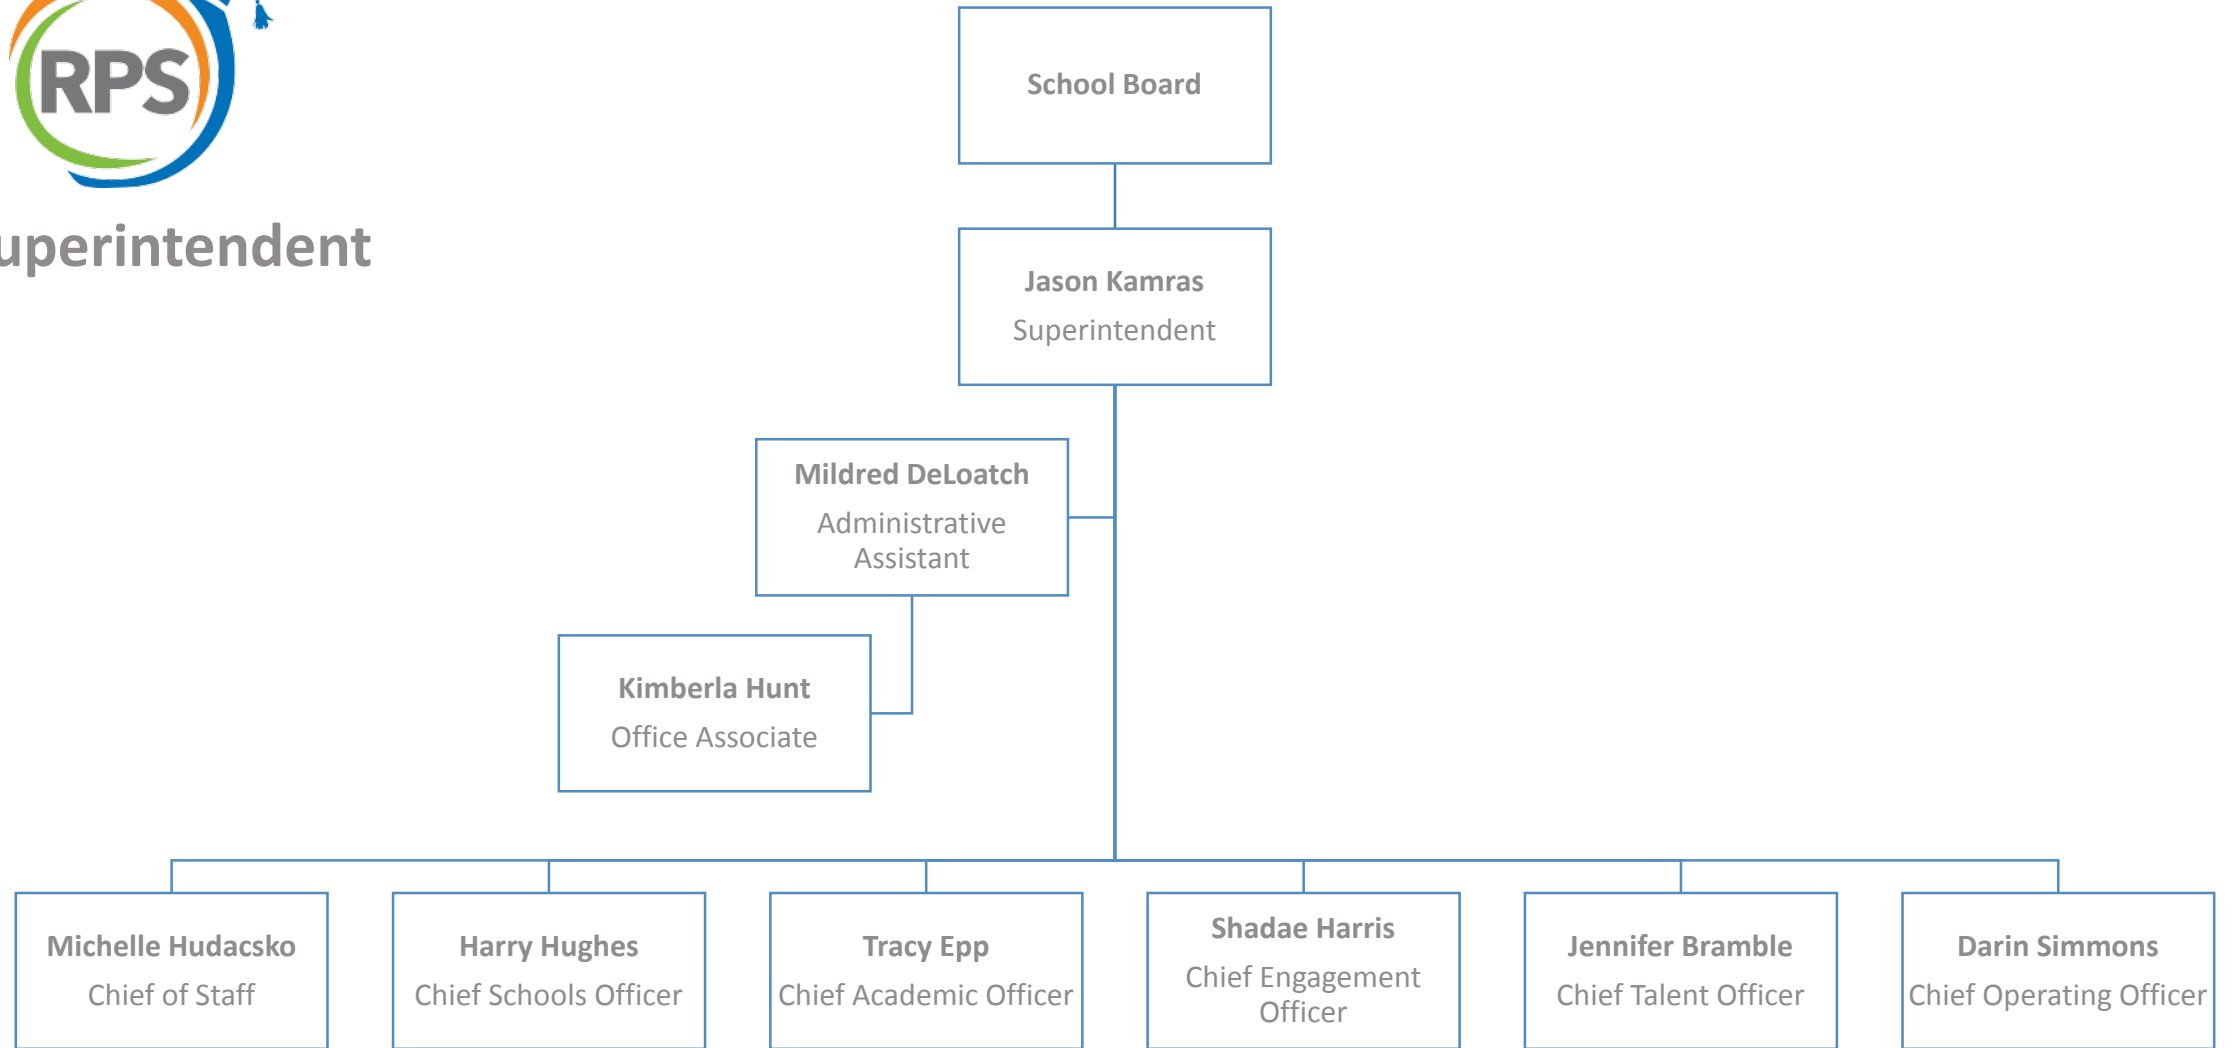 RPS
uperintendent
School Board
Jason Kamras
Superintendent
Mildred DeLoatch
Administrative
Assistant
Kimberla Hunt
Office Associate
Michelle Hudacsko
Chief of Staff
Harry Hughes
Chief Schools Officer
Tracy Epp
Chief Academic Officer
Shadae Harris
Chief Engagement
Officer
Jennifer Bramble
Chief Talent Officer
Darin Simmons
Chief Operating Officer